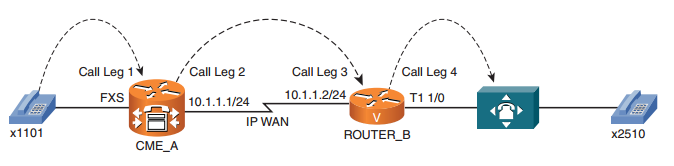 Call Leg 1
Call Leg 2
Call Leg 3
Call Leg 4
FXS
10.1.1.1/24
10.1.1.2/24
T1 1/0
IP WAN
V
x1101
CME_A
ROUTER_B
x2510